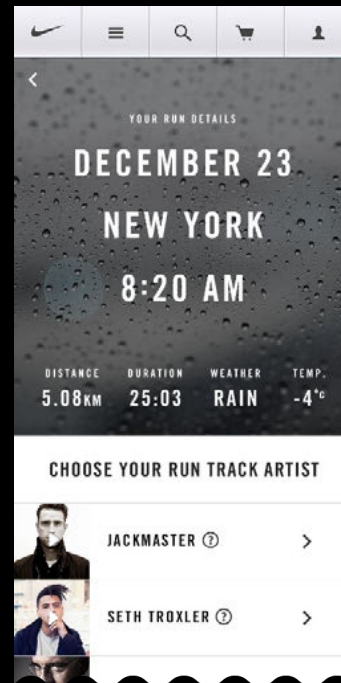 YOUR RUN DETAILS
DECEMBER 23
NEW YORK
8:20 AM
DISTANCE DURATION WEATHER TEMP.
5.08KM 25:03 RAIN -4°C
CHOOSE YOUR RUN TRACK ARTIST
JACKMASTER ?
SETH TROXLER ?